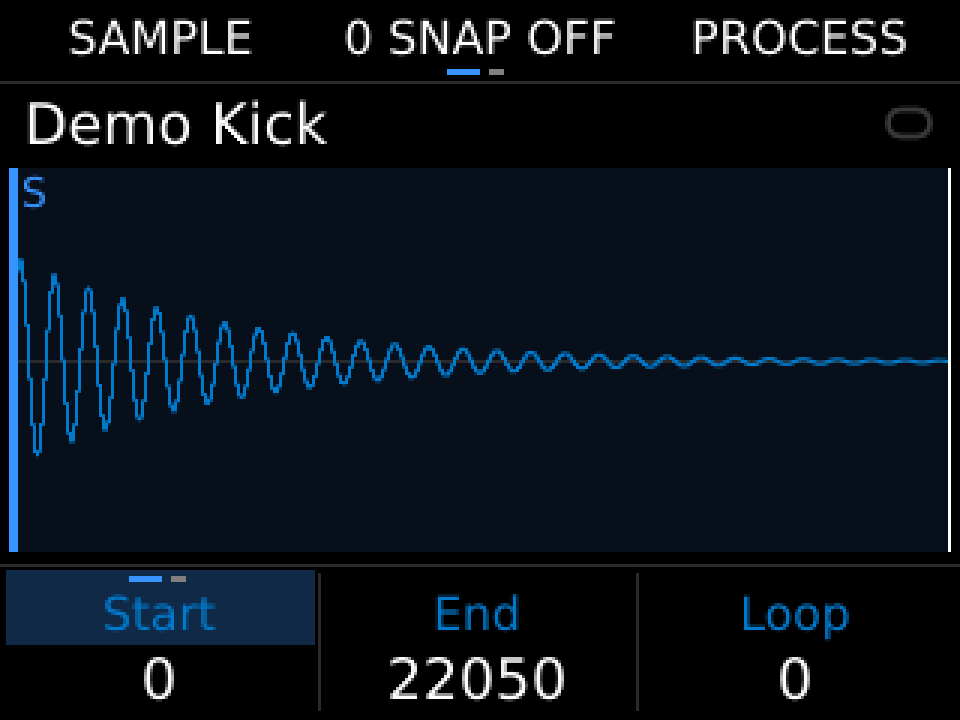 SAMPLE 0 SNAP OFF PROCESS
Demo Kick
S
Start End Loop
0 22050 0